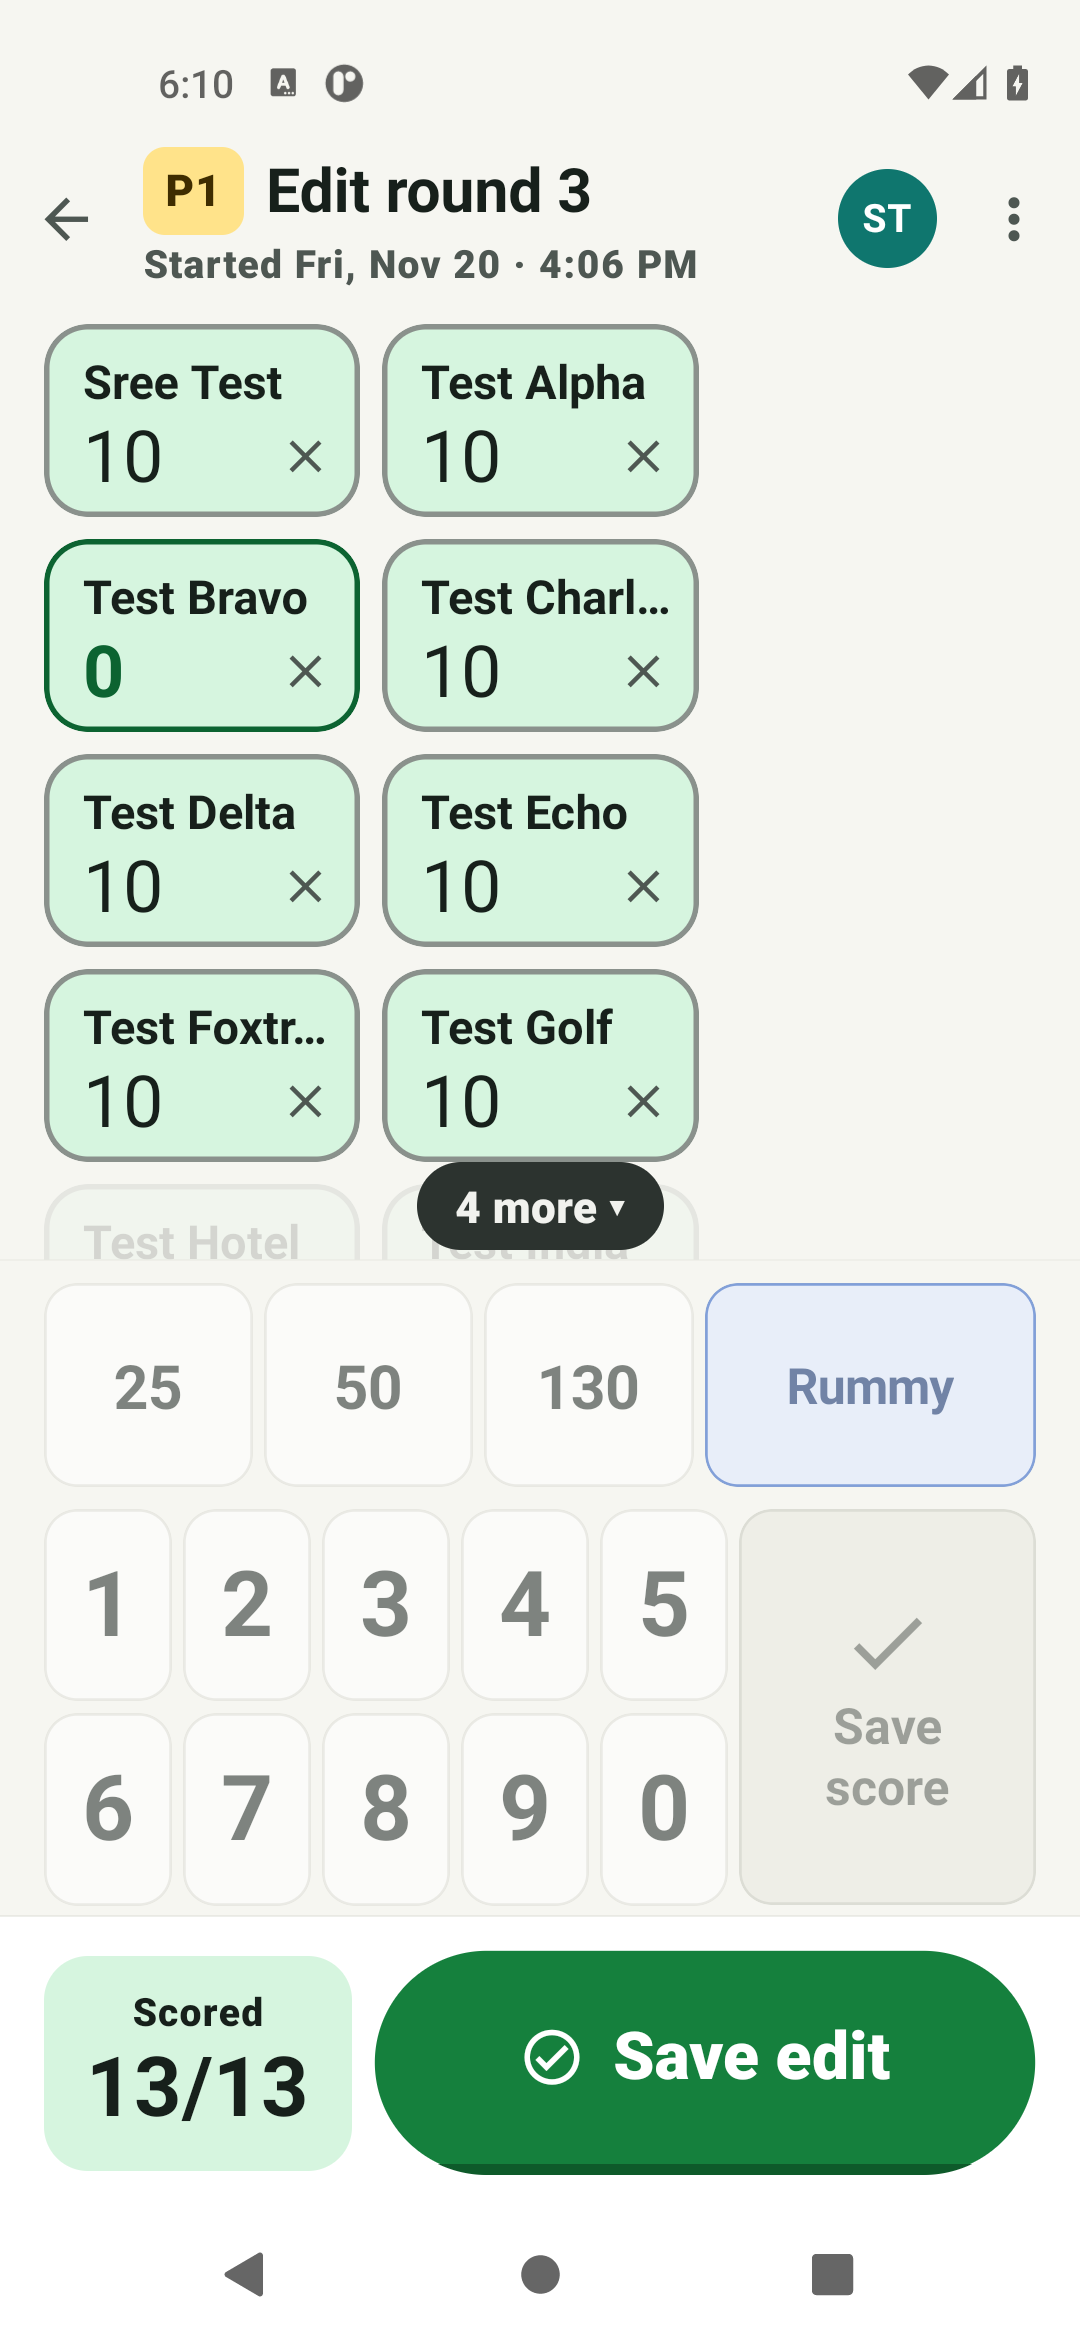 6:10
P1 Edit round 3
ST
Started Fri, Nov 20 · 4:06 PM
Sree Test
10
Test Alpha
10
Test Bravo
0
Test Charl...
10
Test Delta
10
Test Echo
10
Test Foxtr...
10
Test Golf
10
4 more
Test Hotel
Test India
25 50 130 Rummy
1 2 3 4 5
6 7 8 9 0
Save
score
Scored
13/13
Save edit